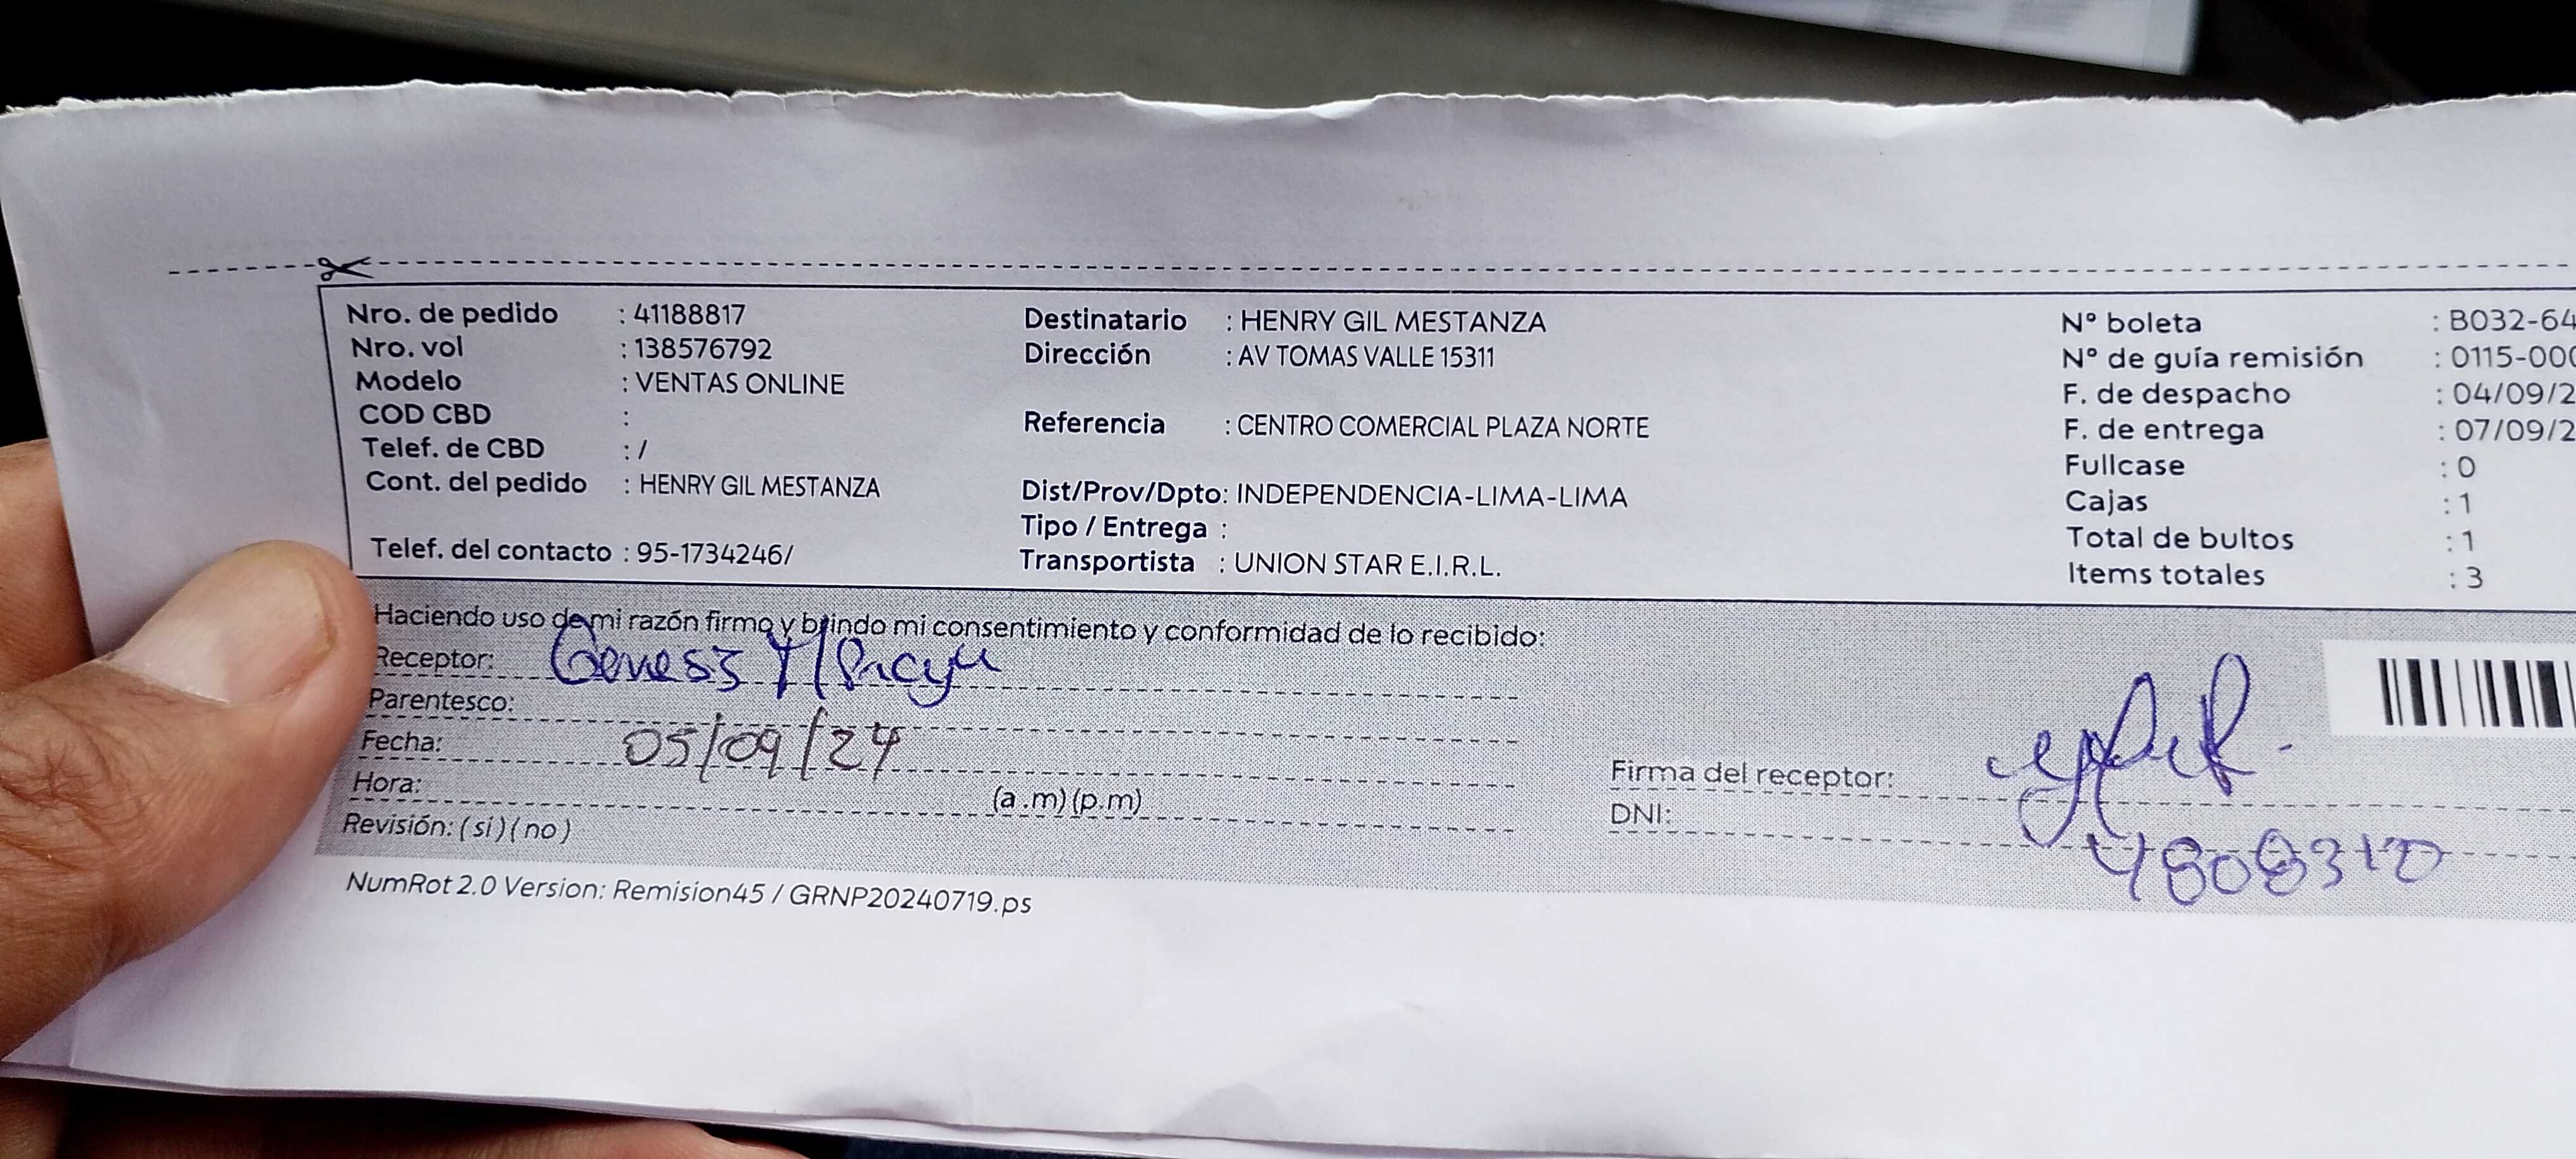 Nro. de pedido : 41188817
Nro. vol : 138576792
Modelo : VENTAS ONLINE
COD CBD :
Telef. de CBD : /
Cont. del pedido : HENRY GIL MESTANZA
Telef. del contacto : 95-1734246/
Destinatario : HENRY GIL MESTANZA
Dirección : AV TOMAS VALLE 15311
Referencia : CENTRO COMERCIAL PLAZA NORTE
Dist/Prov/Dpto: INDEPENDENCIA-LIMA-LIMA
Tipo / Entrega :
Transportista : UNION STAR E.I.R.L.
Nº boleta : B032-64
Nº de guía remisión : 0115-000
F. de despacho : 04/09/2
F. de entrega : 07/09/2
Fullcase : 0
Cajas : 1
Total de bultos : 1
Items totales : 3
Haciendo uso de mi razón firmo y brindo mi consentimiento y conformidad de lo recibido:
Receptor:
Parentesco:
Fecha: 05/09/24
Hora: (a.m)(p.m)
Revisión: (si)(no)
Firma del receptor:
DNI: 4808310
NumRot 2.0 Version: Remision45 / GRNP20240719.ps